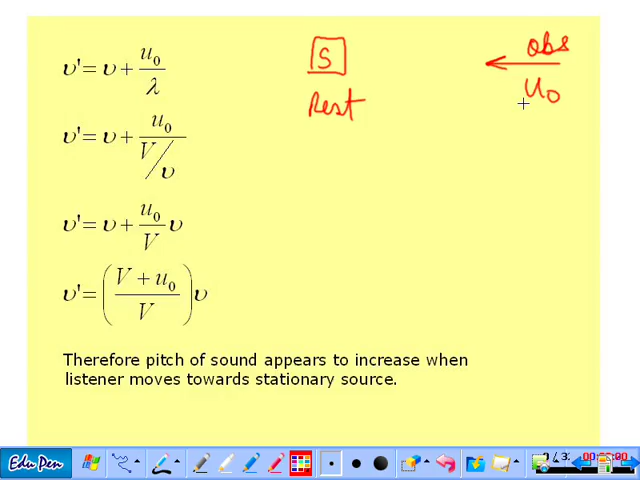 υ' = υ + u₀/λ
S
Rest
obs
u₀
υ' = υ + u₀/(V/υ)
υ' = υ + (u₀/V) υ
υ' = ((V + u₀)/V) υ
Therefore pitch of sound appears to increase when
listener moves towards stationary source.
Edu Pen